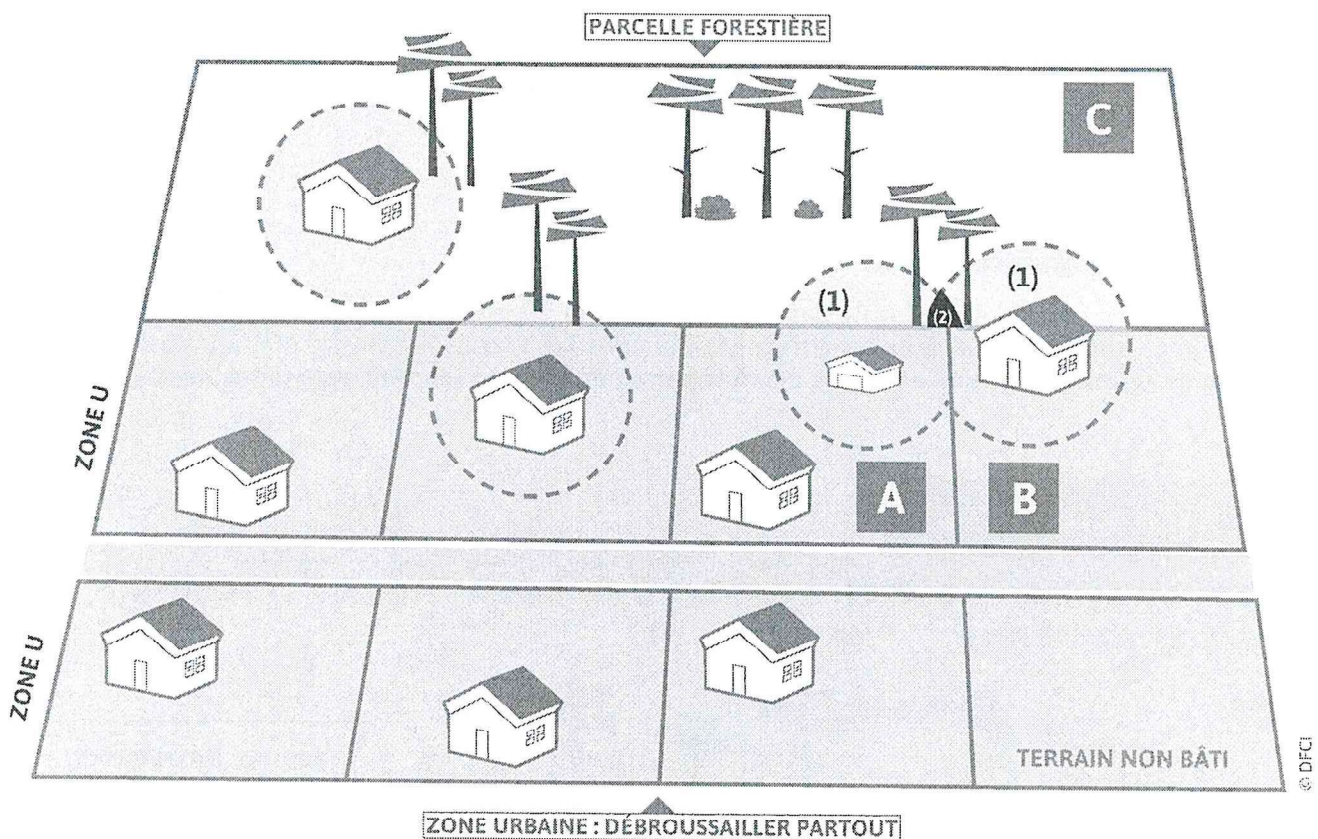 PARCELLE FORESTIÈRE
C
(1)
(1)
(2)
ZONE U
A
B
ZONE U
TERRAIN NON BÂTI
© DFCI
ZONE URBAINE : DÉBROUSSAILLER PARTOUT